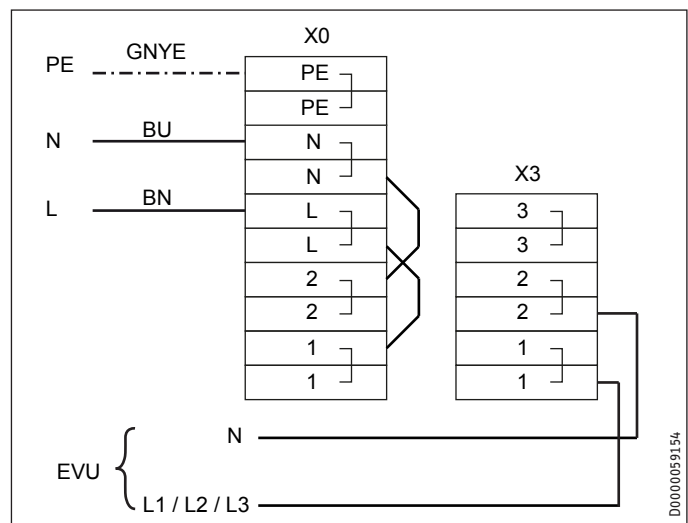 X0
PE GNYE PE
PE
N BU N
N
L BN L
L
2
2
1
1
X3
3
3
2
2
1
1
EVU
N
L1 / L2 / L3
D0000059154